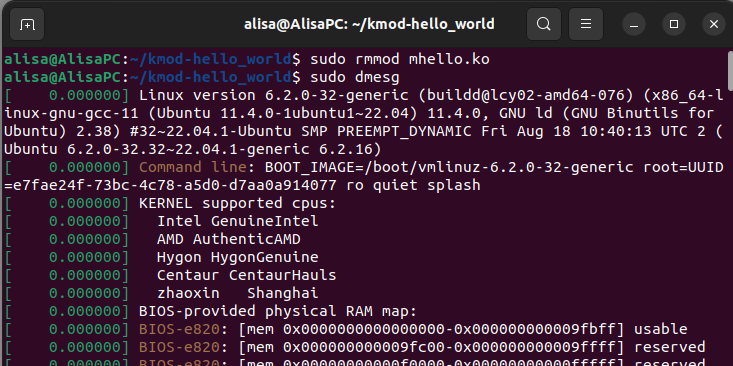 alisa@AlisaPC: ~/kmod-hello_world
alisa@AlisaPC:~/kmod-hello_world$ sudo rmmod mhello.ko
alisa@AlisaPC:~/kmod-hello_world$ sudo dmesg
[    0.000000] Linux version 6.2.0-32-generic (buildd@lcy02-amd64-076) (x86_64-l
inux-gnu-gcc-11 (Ubuntu 11.4.0-1ubuntu1~22.04) 11.4.0, GNU ld (GNU Binutils for
Ubuntu) 2.38) #32~22.04.1-Ubuntu SMP PREEMPT_DYNAMIC Fri Aug 18 10:40:13 UTC 2 (
Ubuntu 6.2.0-32.32~22.04.1-generic 6.2.16)
[    0.000000] Command line: BOOT_IMAGE=/boot/vmlinuz-6.2.0-32-generic root=UUID
=e7fae24f-73bc-4c78-a5d0-d7aa0a914077 ro quiet splash
[    0.000000] KERNEL supported cpus:
[    0.000000]   Intel GenuineIntel
[    0.000000]   AMD AuthenticAMD
[    0.000000]   Hygon HygonGenuine
[    0.000000]   Centaur CentaurHauls
[    0.000000]   zhaoxin   Shanghai
[    0.000000] BIOS-provided physical RAM map:
[    0.000000] BIOS-e820: [mem 0x0000000000000000-0x000000000009fbff] usable
[    0.000000] BIOS-e820: [mem 0x000000000009fc00-0x000000000009ffff] reserved
[    0.000000] BIOS-e820: [mem 0x00000000000f0000-0x00000000000fffff] reserved